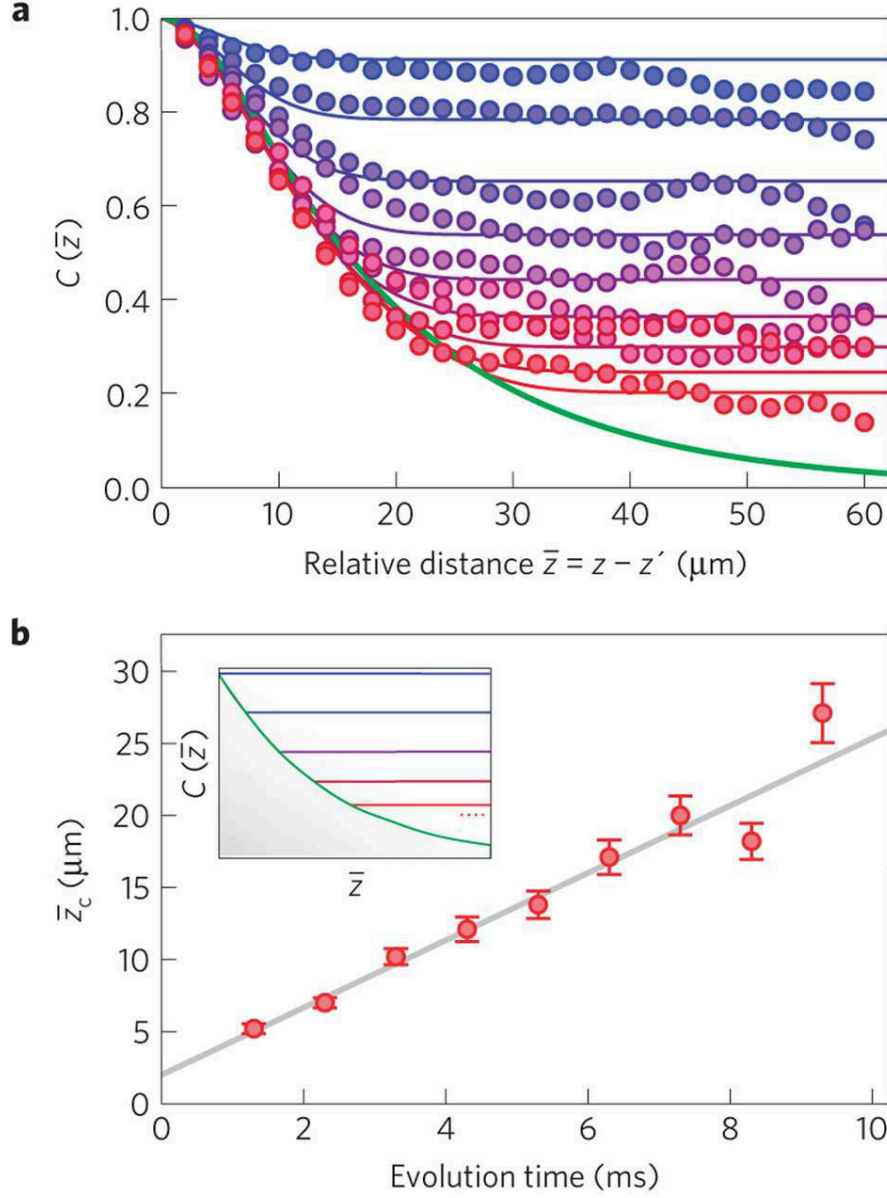 a
1.0
0.8
0.6
0.4
0.2
0.0
C (z̄)
0 10 20 30 40 50 60
Relative distance z̄ = z – z′ (μm)
b
30
25
20
15
10
5
0
z̄c (μm)
C (z̄)
z̄
0 2 4 6 8 10
Evolution time (ms)